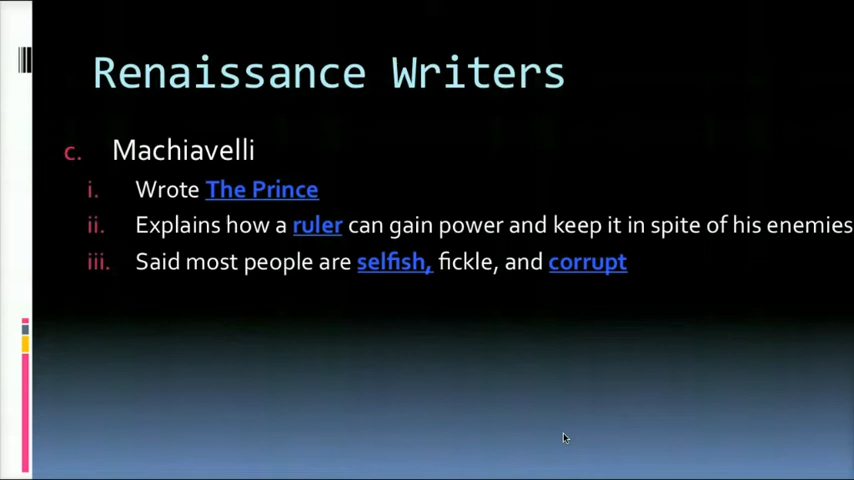 Renaissance Writers
c. Machiavelli
i. Wrote The Prince
ii. Explains how a ruler can gain power and keep it in spite of his enemies
iii. Said most people are selfish, fickle, and corrupt